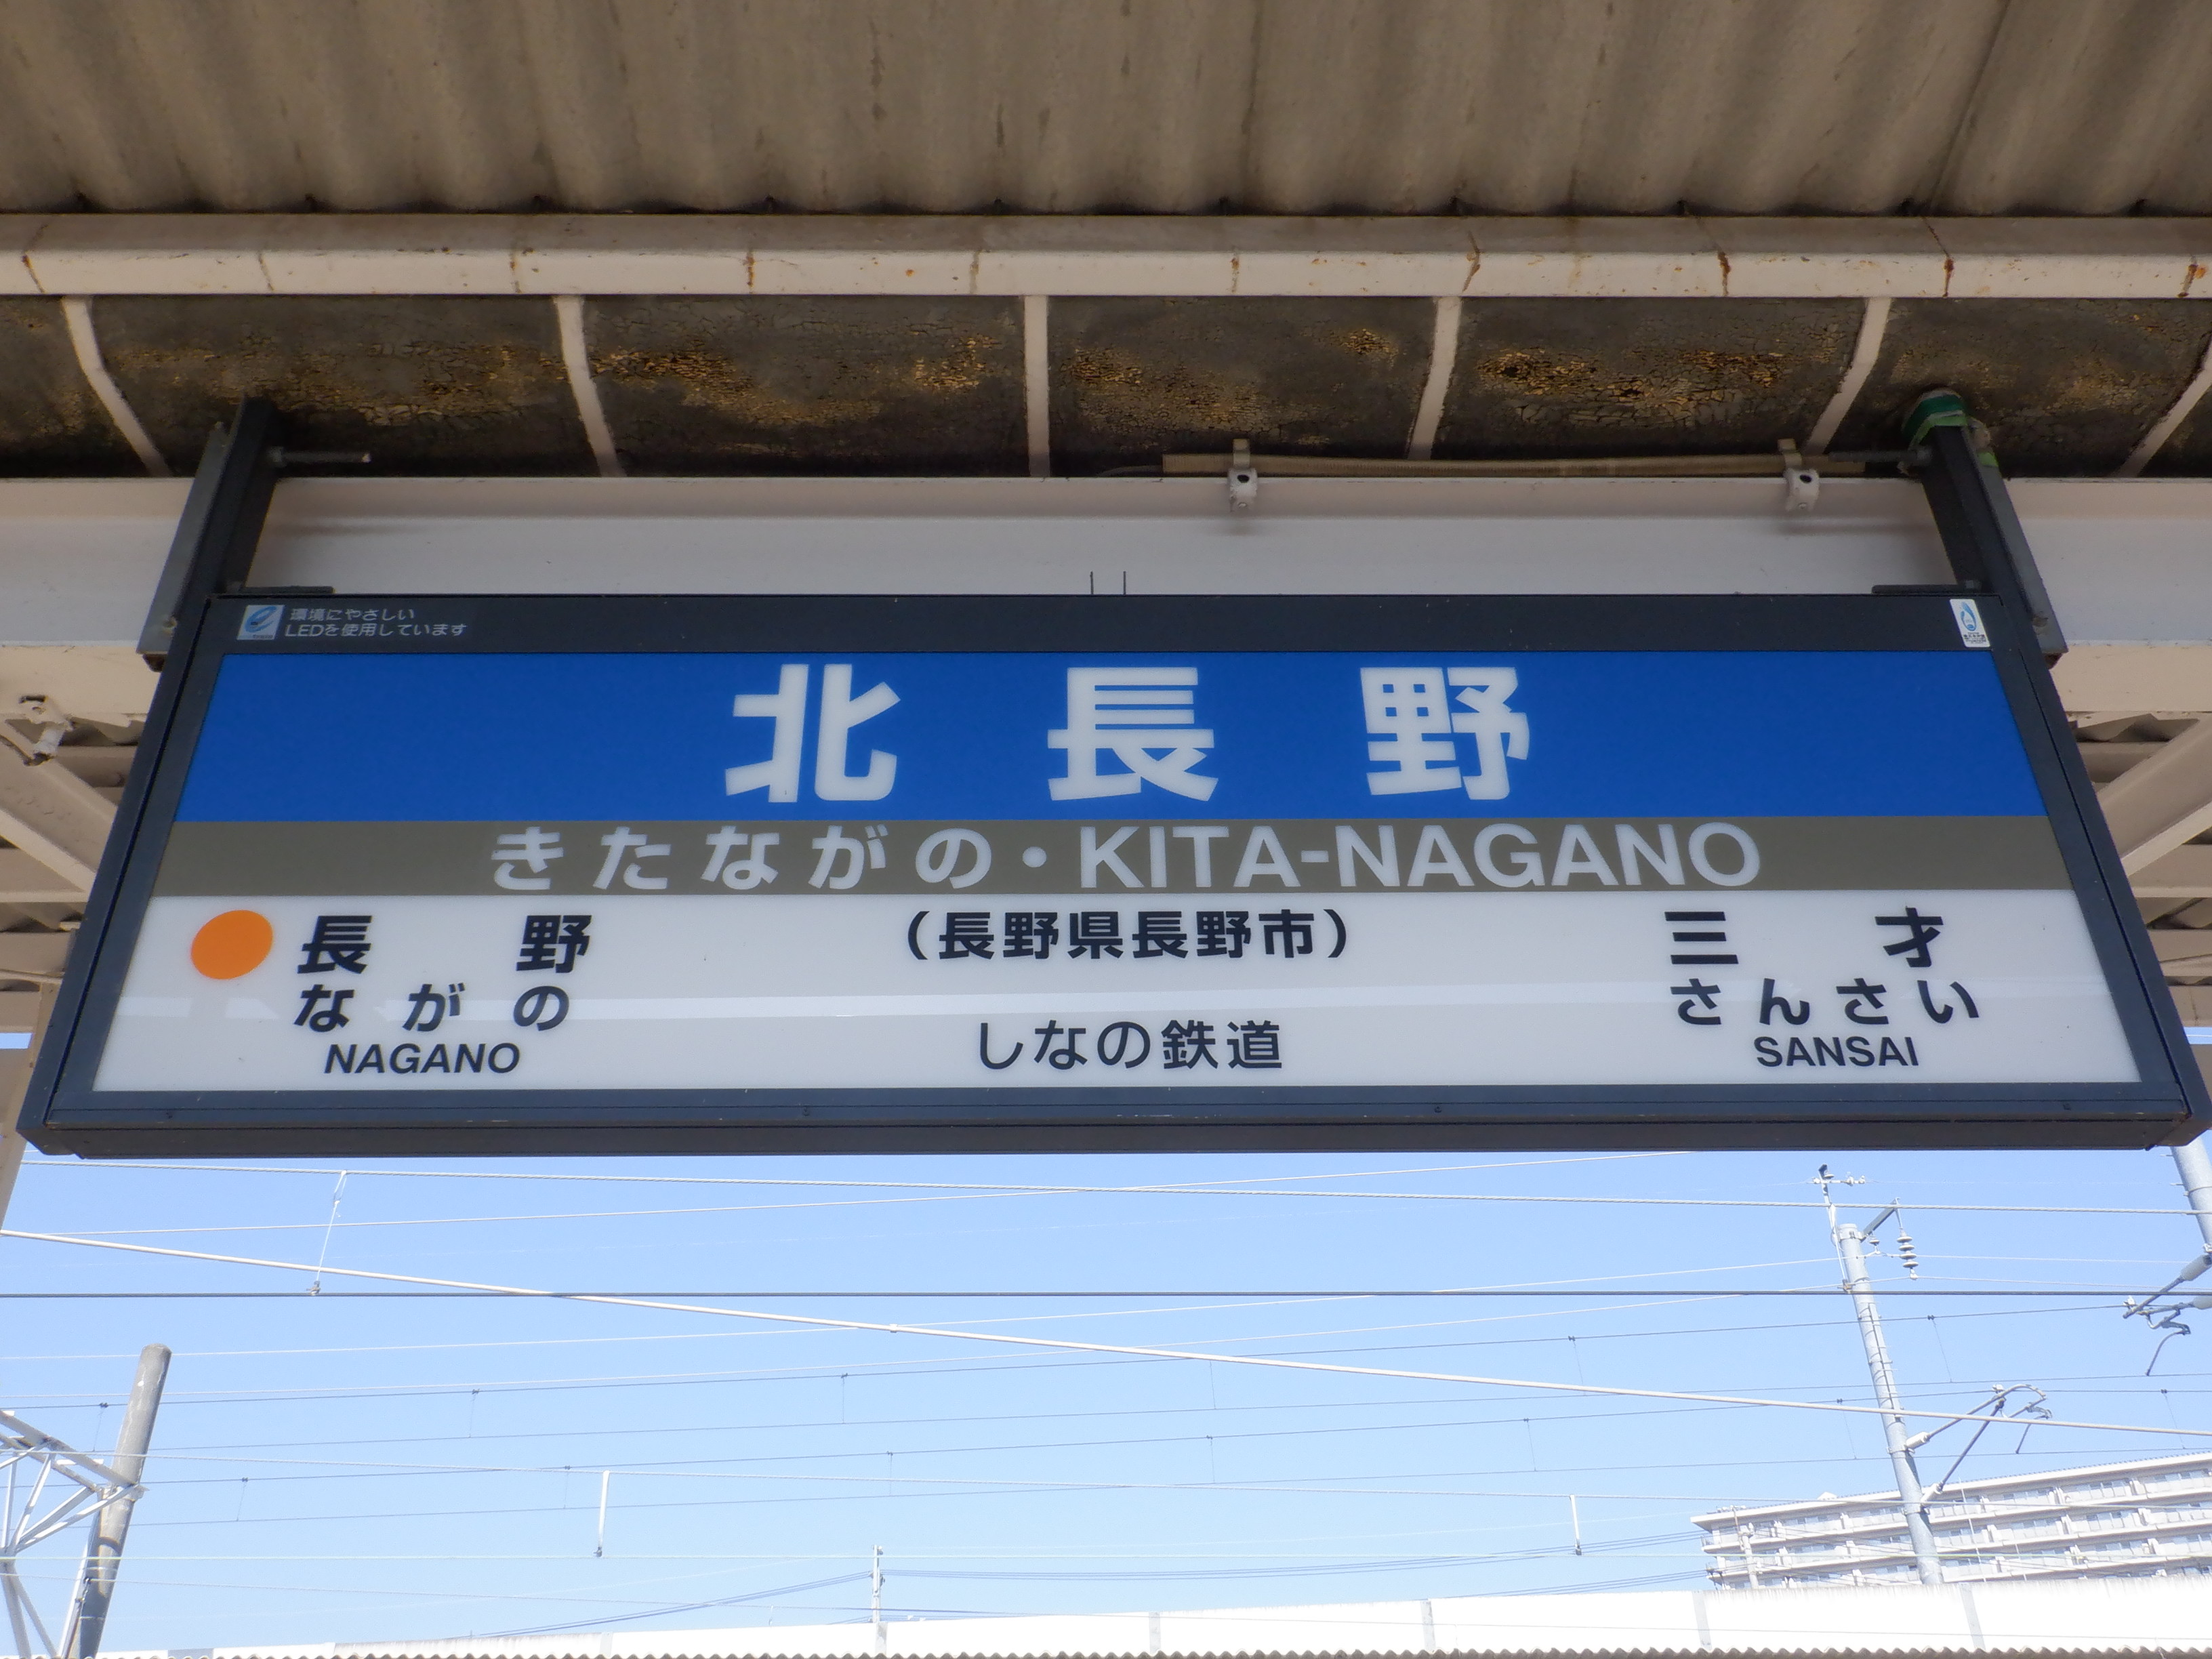 環境にやさしい
LEDを使用しています
北長野
きたながの・KITA-NAGANO
長野
ながの
NAGANO
（長野県長野市）
しなの鉄道
三才
さんさい
SANSAI